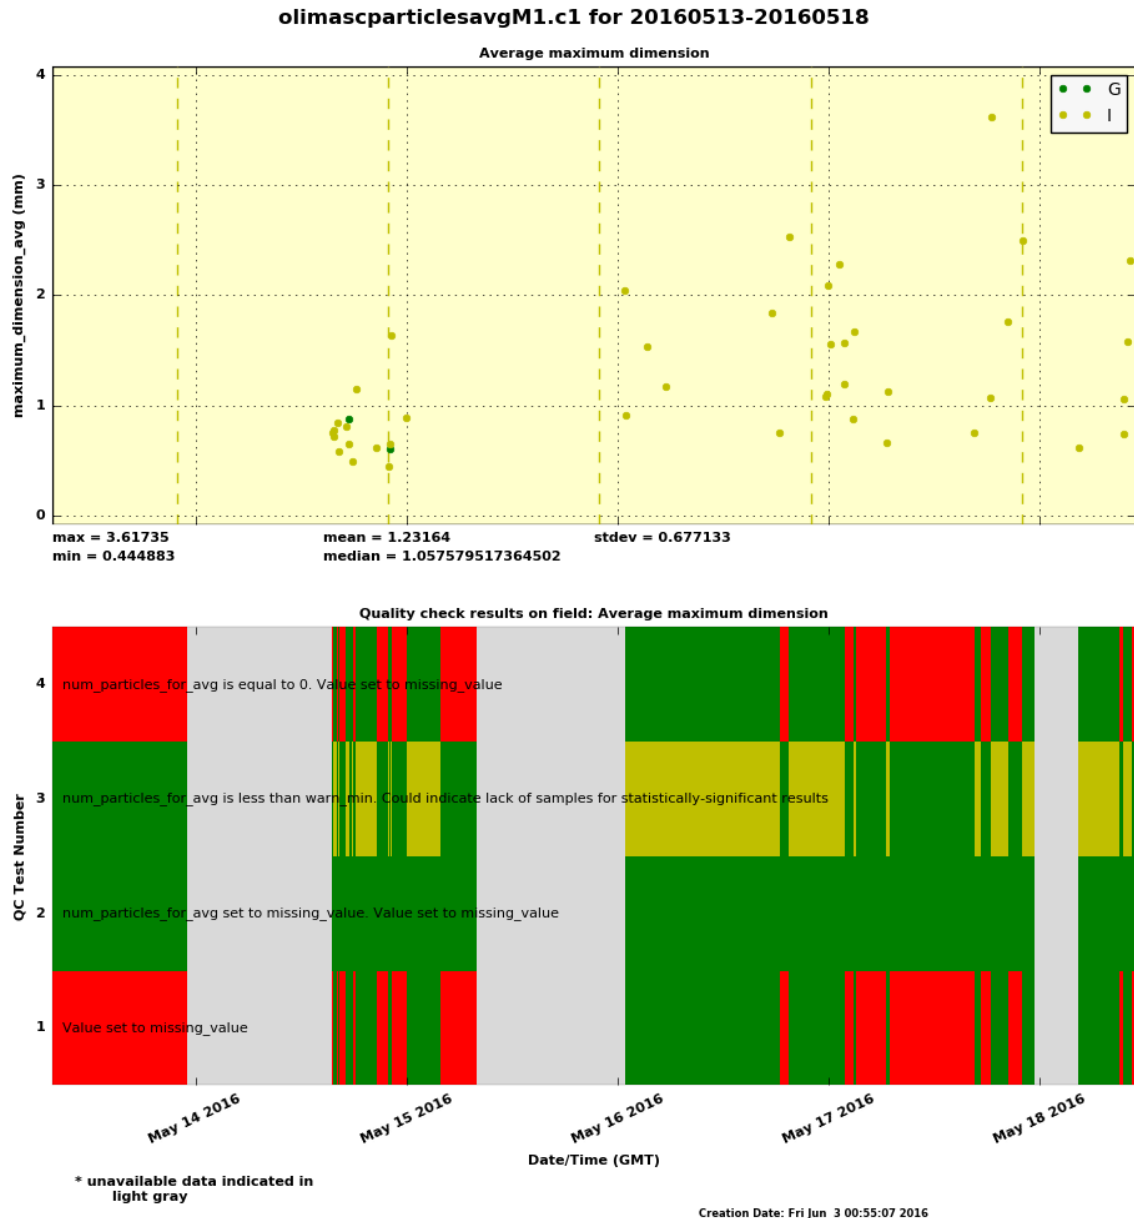 olimascparticlesavgM1.c1 for 20160513-20160518
Average maximum dimension
4
3
2
1
0
maximum_dimension_avg (mm)
G
I
max = 3.61735
mean = 1.23164
stdev = 0.677133
min = 0.444883
median = 1.057579517364502
Quality check results on field: Average maximum dimension
QC Test Number
4
num_particles_for_avg is equal to 0. Value set to missing_value
3
num_particles_for_avg is less than warn_min. Could indicate lack of samples for statistically-significant results
2
num_particles_for_avg set to missing_value. Value set to missing_value
1
Value set to missing_value
May 14 2016
May 15 2016
May 16 2016
May 17 2016
May 18 2016
Date/Time (GMT)
* unavailable data indicated in
light gray
Creation Date: Fri Jun 3 00:55:07 2016